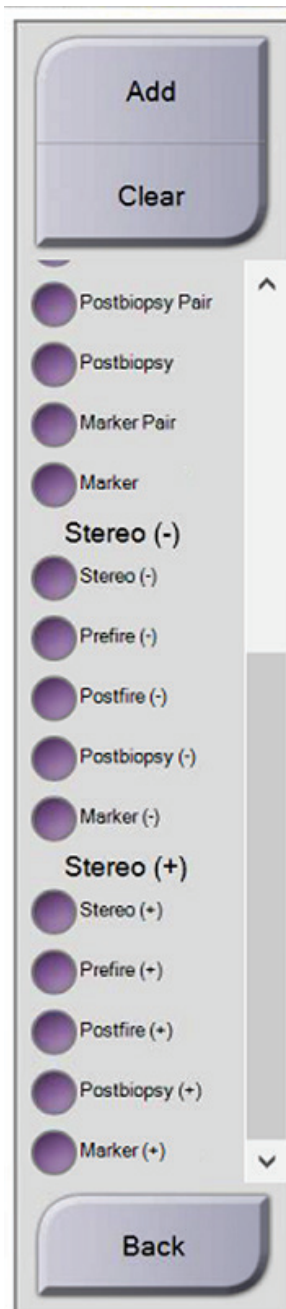 Add
Clear
Postbiopsy Pair
Postbiopsy
Marker Pair
Marker
Stereo (-)
Stereo (-)
Prefire (-)
Postfire (-)
Postbiopsy (-)
Marker (-)
Stereo (+)
Stereo (+)
Prefire (+)
Postfire (+)
Postbiopsy (+)
Marker (+)
Back